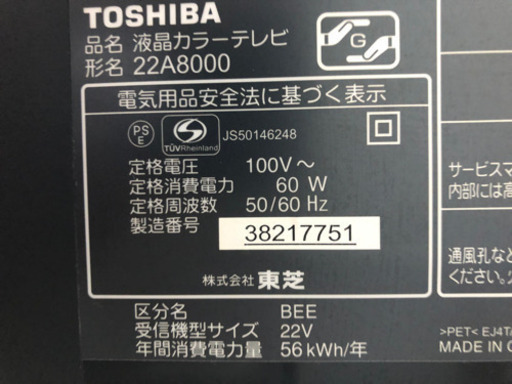 TOSHIBA
品名 液晶カラーテレビ
形名 22A8000
G
電気用品安全法に基づく表示
PS
E
TÜVRheinland
JS50146248
定格電圧 100V～
定格消費電力 60 W
定格周波数 50/60 Hz
製造番号 38217751
株式会社 東芝
区分名 BEE
受信機型サイズ 22V
年間消費電力量 56 kWh/年
サービスマ
内部には高
通風孔など
ください。
>PET< EJ4T/
MADE IN C